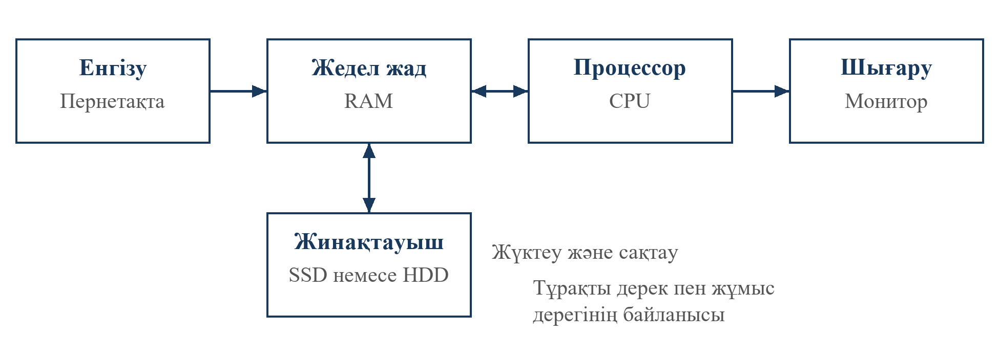 Енгізу
Пернетақта
Жедел жад
RAM
Процессор
CPU
Шығару
Монитор
Жинақтауыш
SSD немесе HDD
Жүктеу және сақтау
Тұрақты дерек пен жұмыс
дерегінің байланысы